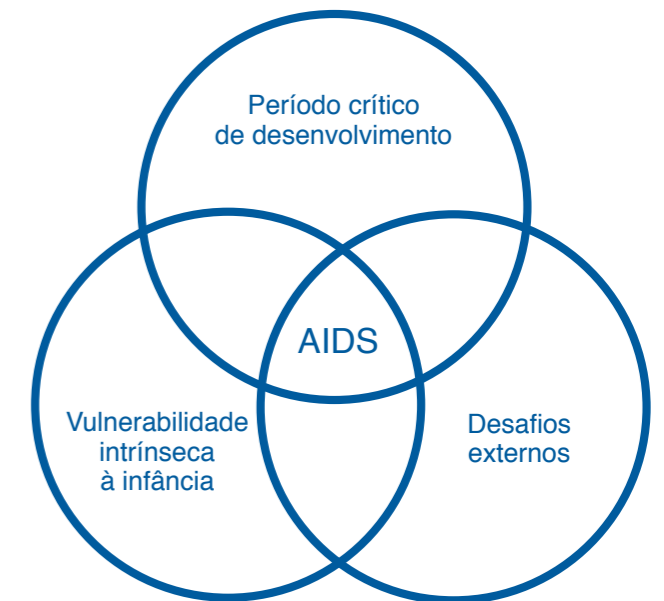 Período crítico
de desenvolvimento
AIDS
Vulnerabilidade
intrínseca
à infância
Desafios
externos